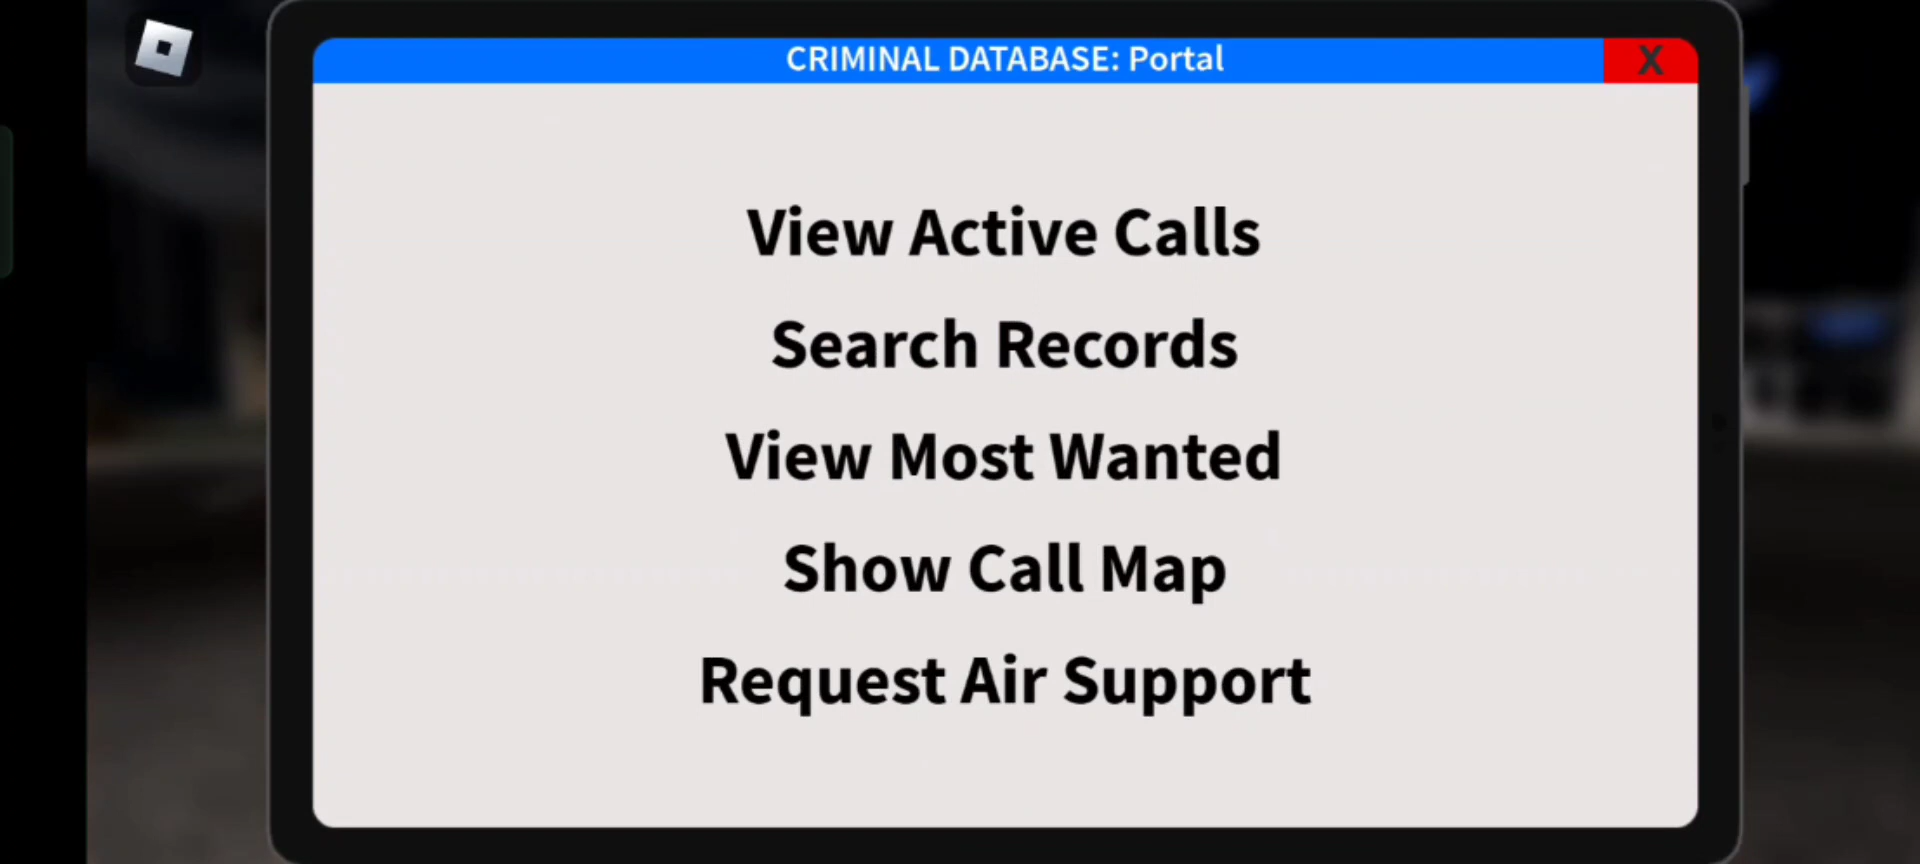 CRIMINAL DATABASE: Portal X
View Active Calls
Search Records
View Most Wanted
Show Call Map
Request Air Support